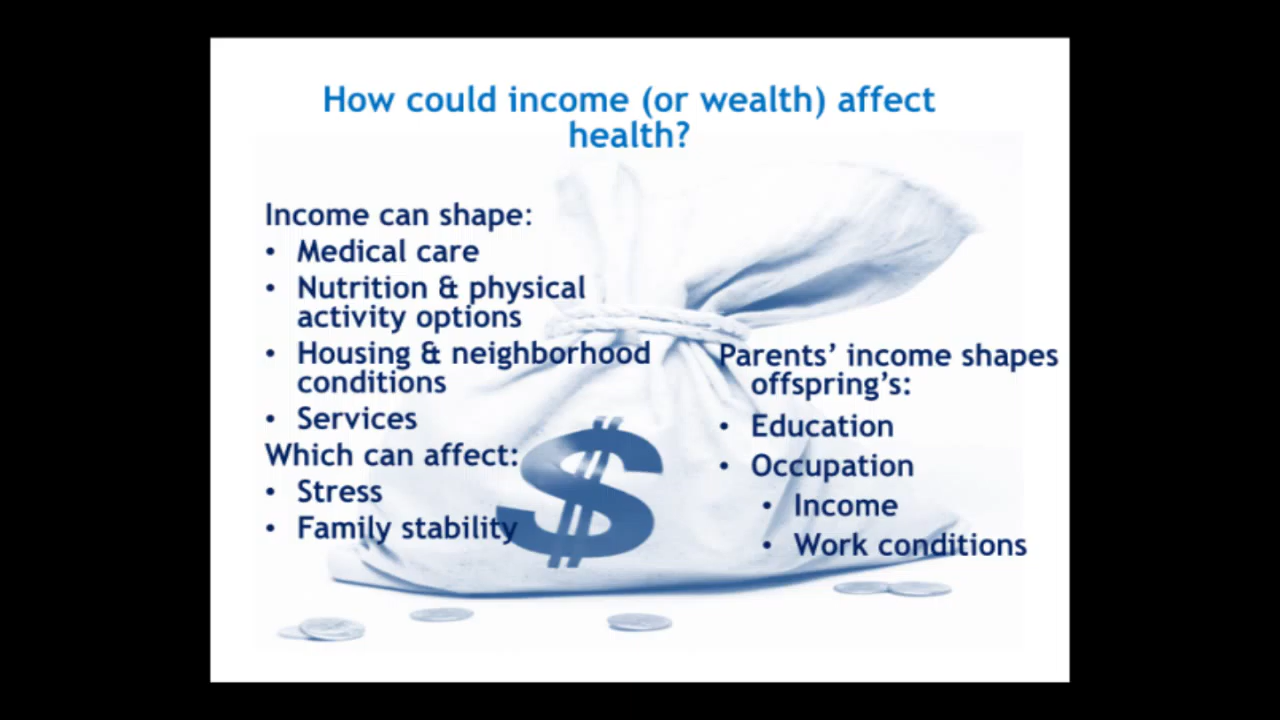 How could income (or wealth) affect
health?
Income can shape:
• Medical care
• Nutrition & physical
activity options
• Housing & neighborhood
conditions
• Services
Which can affect:
• Stress
• Family stability
$
Parents’ income shapes
offspring’s:
• Education
• Occupation
• Income
• Work conditions